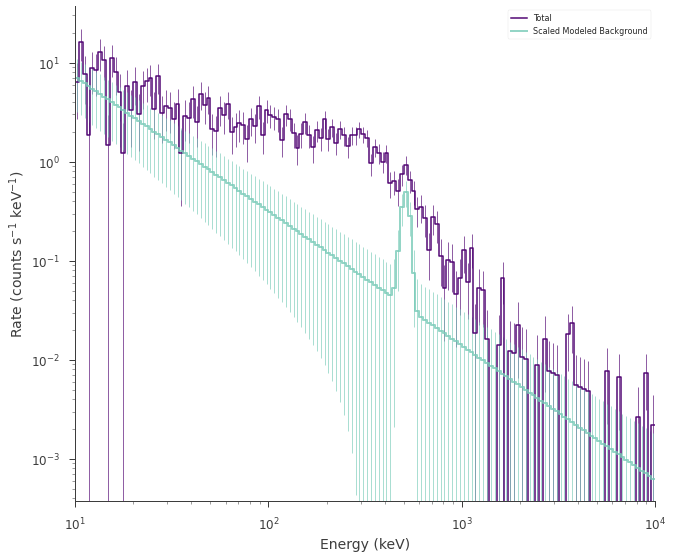 Total
Scaled Modeled Background
Rate (counts s⁻¹ keV⁻¹)
10¹
10⁰
10⁻¹
10⁻²
10⁻³
10¹ 10² 10³ 10⁴
Energy (keV)